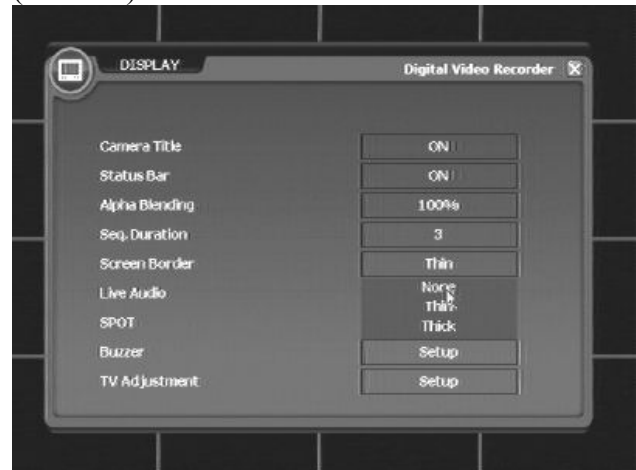 DISPLAY
Digital Video Recorder X
Camera Title ON
Status Bar ON
Alpha Blending 100%
Seq. Duration 3
Screen Border Thin
Live Audio None
Thin
SPOT Thick
Buzzer Setup
TV Adjustment Setup